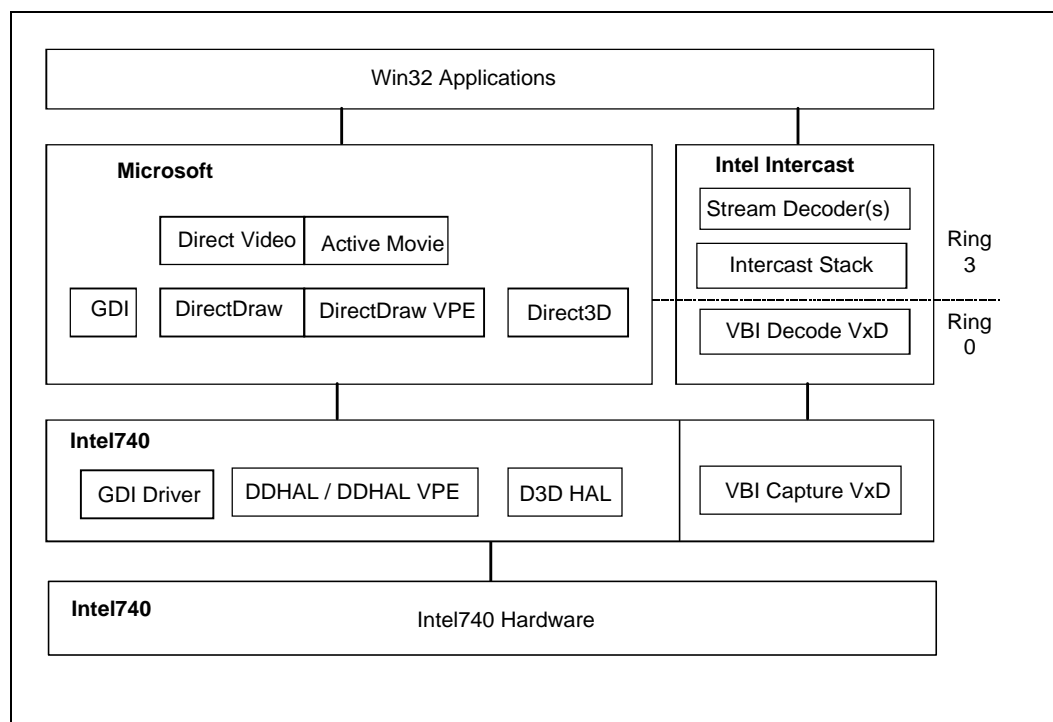 Win32 Applications
Microsoft
Direct Video
Active Movie
GDI
DirectDraw
DirectDraw VPE
Direct3D
Intel Intercast
Stream Decoder(s)
Intercast Stack
VBI Decode VxD
Ring
3
Ring
0
Intel740
GDI Driver
DDHAL / DDHAL VPE
D3D HAL
VBI Capture VxD
Intel740
Intel740 Hardware